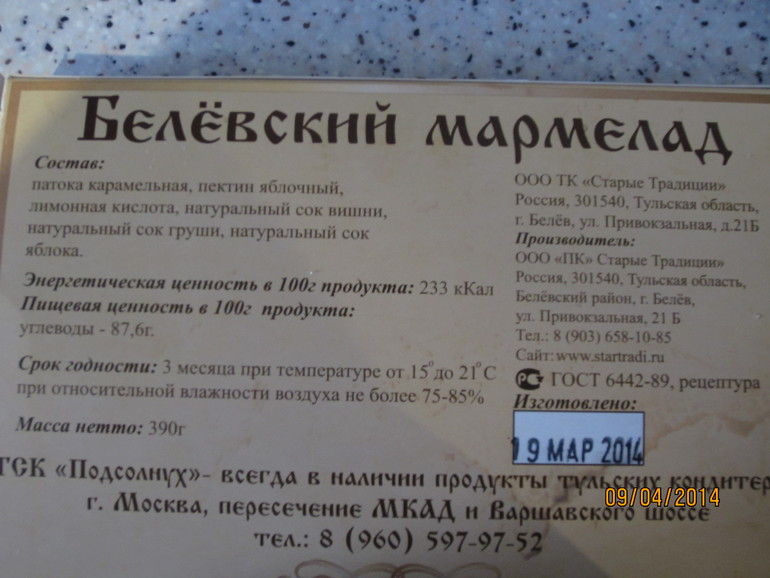 Белёвский мармелад
Состав:
патока карамельная, пектин яблочный,
лимонная кислота, натуральный сок вишни,
натуральный сок груши, натуральный сок
яблока.
Энергетическая ценность в 100г продукта: 233 кКал
Пищевая ценность в 100г продукта:
углеводы - 87,6г.
Срок годности: 3 месяца при температуре от 15° до 21°С
при относительной влажности воздуха не более 75-85%
Масса нетто: 390г
ООО ТК «Старые Традиции»
Россия, 301540, Тульская область,
г. Белёв, ул. Привокзальная, д.21Б
Производитель:
ООО «ПК» Старые Традиции»
Россия, 301540, Тульская область,
Белёвский район, г. Белёв,
ул. Привокзальная, 21 Б
Тел.: 8 (903) 658-10-85
Сайт: www.startradi.ru
РСТ ГОСТ 6442-89, рецептура
Изготовлено:
19 МАР 2014
ТСК «Подсолнух»- всегда в наличии продукты тульских кондитер
г. Москва, пересечение МКАД и Варшавского шоссе
тел.: 8 (960) 597-97-52
09/04/2014